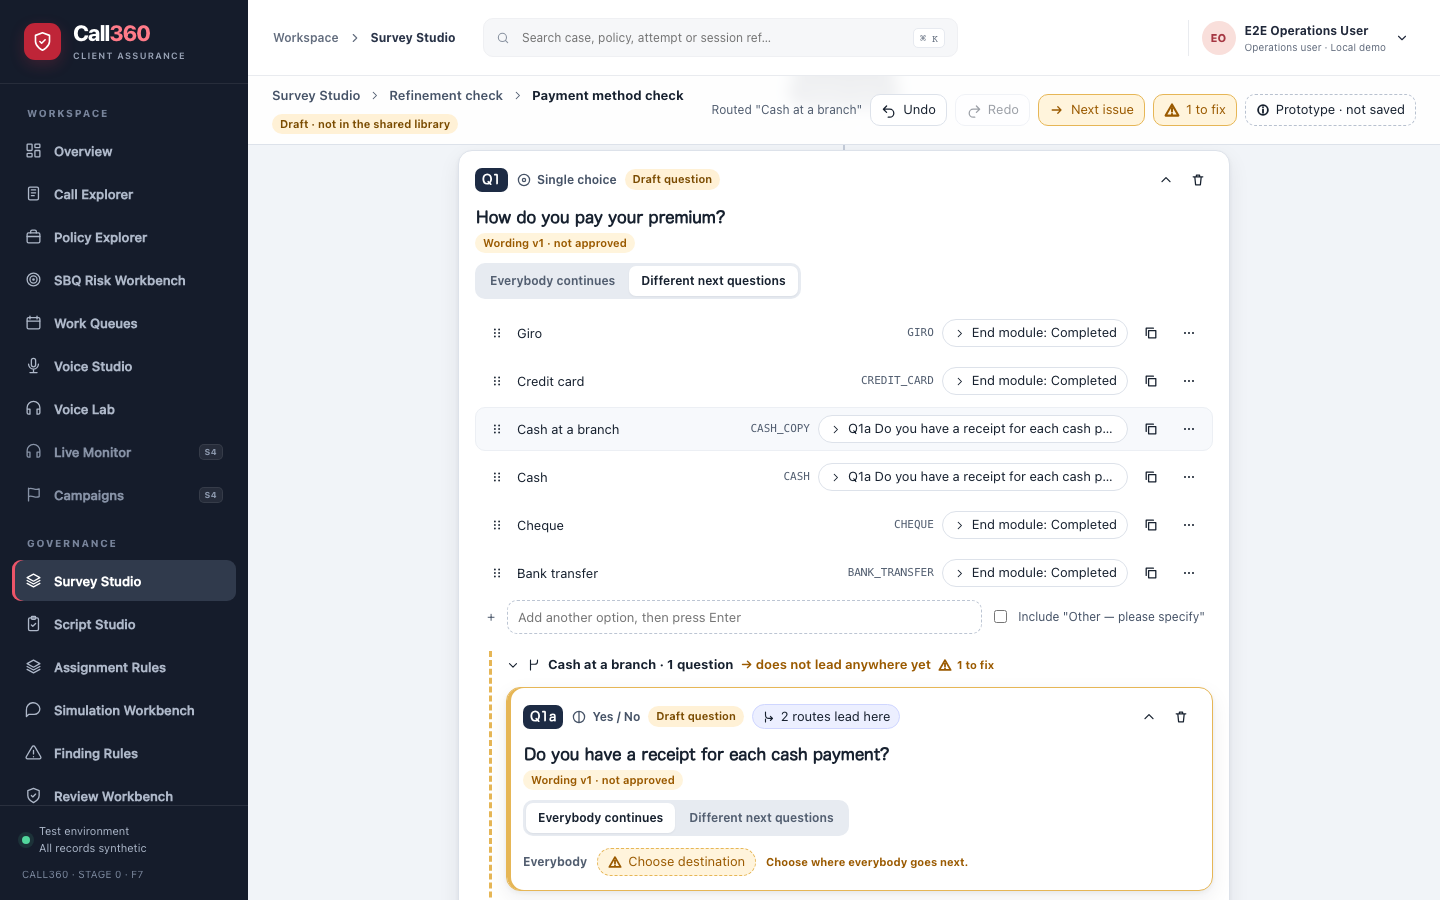 Call360
CLIENT ASSURANCE
WORKSPACE
Overview
Call Explorer
Policy Explorer
SBQ Risk Workbench
Work Queues
Voice Studio
Voice Lab
Live Monitor S4
Campaigns S4
GOVERNANCE
Survey Studio
Script Studio
Assignment Rules
Simulation Workbench
Finding Rules
Review Workbench
Test environment
All records synthetic
CALL360 · STAGE 0 · F7
Workspace > Survey Studio
Search case, policy, attempt or session ref... ⌘ K
EO
E2E Operations User
Operations user · Local demo
Survey Studio > Refinement check > Payment method check
Draft · not in the shared library
Routed "Cash at a branch" Undo Redo → Next issue 1 to fix Prototype · not saved
Q1 Single choice Draft question
How do you pay your premium?
Wording v1 · not approved
Everybody continues Different next questions
Giro GIRO > End module: Completed
Credit card CREDIT_CARD > End module: Completed
Cash at a branch CASH_COPY > Q1a Do you have a receipt for each cash p...
Cash CASH > Q1a Do you have a receipt for each cash p...
Cheque CHEQUE > End module: Completed
Bank transfer BANK_TRANSFER > End module: Completed
+ Add another option, then press Enter Include "Other — please specify"
Cash at a branch · 1 question → does not lead anywhere yet 1 to fix
Q1a Yes / No Draft question 2 routes lead here
Do you have a receipt for each cash payment?
Wording v1 · not approved
Everybody continues Different next questions
Everybody Choose destination Choose where everybody goes next.